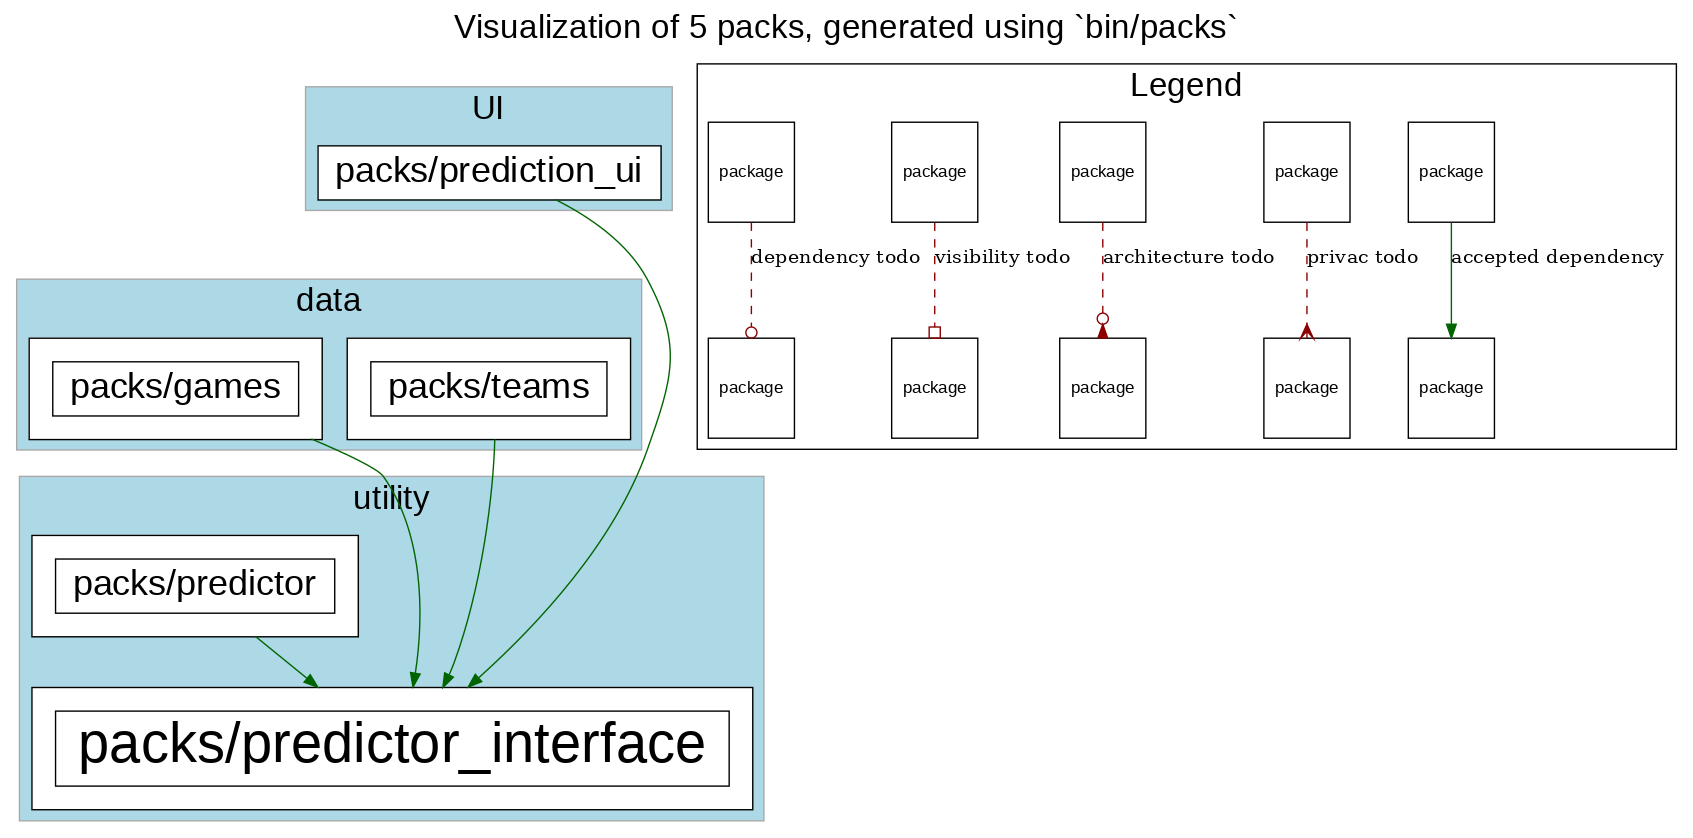 Visualization of 5 packs, generated using `bin/packs`
UI
packs/prediction_ui
data
packs/games
packs/teams
utility
packs/predictor
packs/predictor_interface
Legend
package
package
package
package
package
dependency todo
visibility todo
architecture todo
privac todo
accepted dependency
package
package
package
package
package